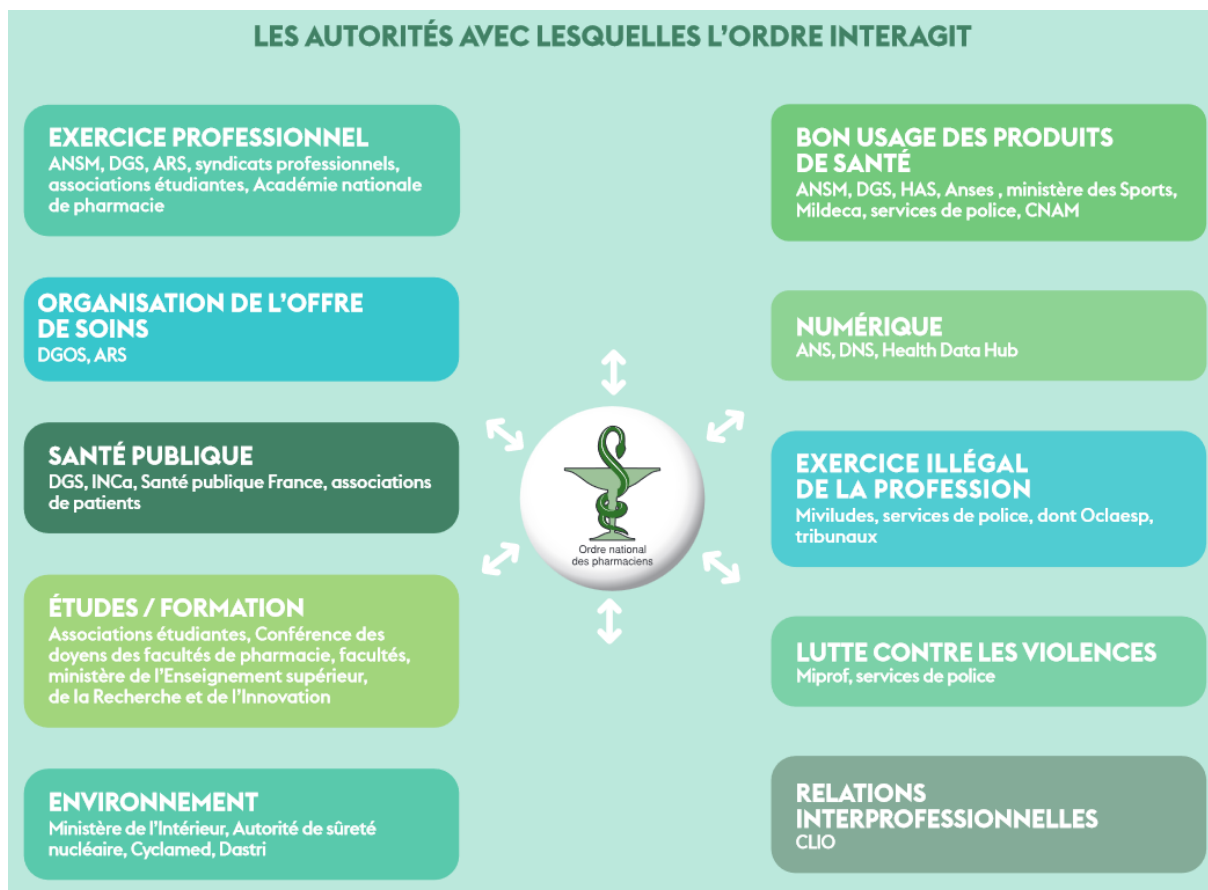 LES AUTORITÉS AVEC LESQUELLES L'ORDRE INTERAGIT
EXERCICE PROFESSIONNEL
ANSM, DGS, ARS, syndicats professionnels,
associations étudiantes, Académie nationale
de pharmacie
ORGANISATION DE L'OFFRE
DE SOINS
DGOS, ARS
SANTÉ PUBLIQUE
DGS, INCa, Santé publique France, associations
de patients
ÉTUDES / FORMATION
Associations étudiantes, Conférence des
doyens des facultés de pharmacie, facultés,
ministère de l'Enseignement supérieur,
de la Recherche et de l'Innovation
ENVIRONNEMENT
Ministère de l'Intérieur, Autorité de sûreté
nucléaire, Cyclamed, Dastri
Ordre national
des pharmaciens
BON USAGE DES PRODUITS
DE SANTÉ
ANSM, DGS, HAS, Anses , ministère des Sports,
Mildeca, services de police, CNAM
NUMÉRIQUE
ANS, DNS, Health Data Hub
EXERCICE ILLÉGAL
DE LA PROFESSION
Miviludes, services de police, dont Oclaesp,
tribunaux
LUTTE CONTRE LES VIOLENCES
Miprof, services de police
RELATIONS
INTERPROFESSIONNELLES
CLIO